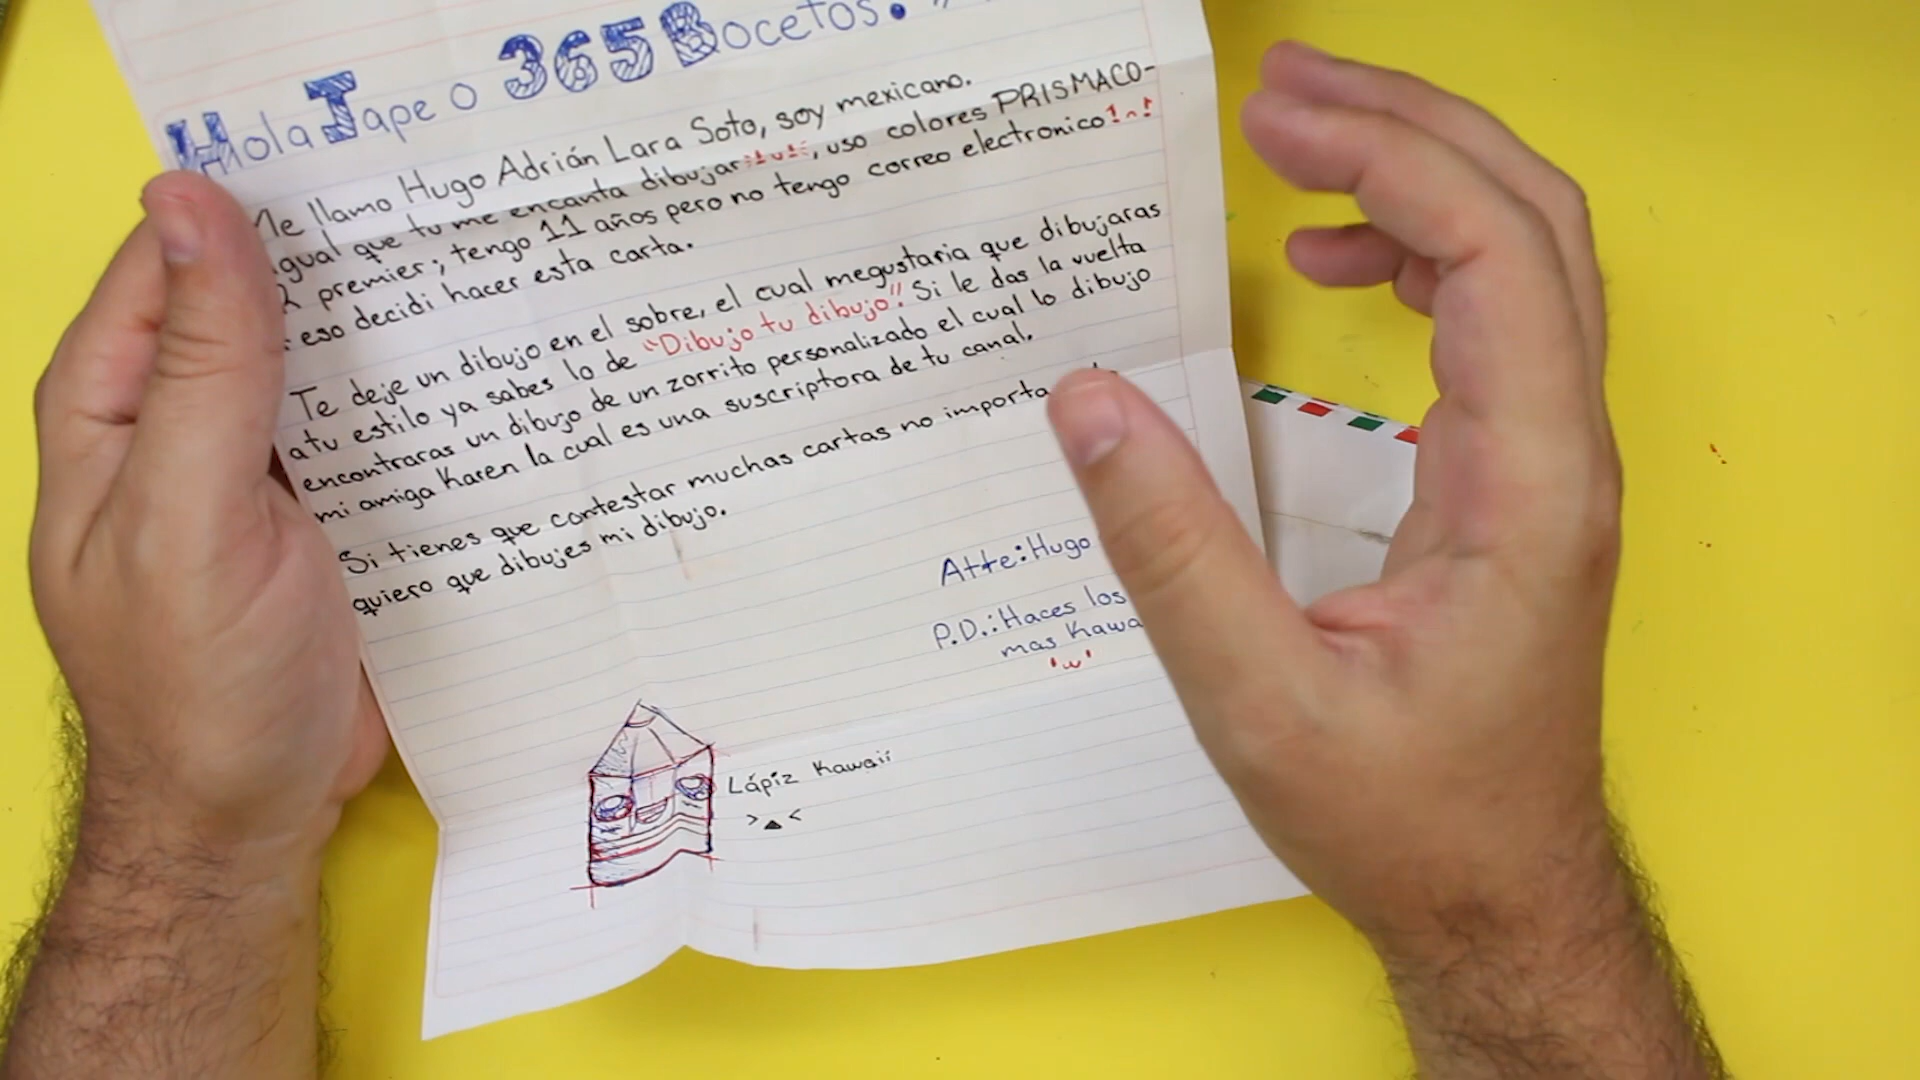 Hola Tape o 365 Bocetos.
Me llamo Hugo Adrián Lara Soto, soy mexicano.
igual que tu me encanta dibujar, uso colores PRISMACO-
R premier; tengo 11 años pero no tengo correo electronico
eso decidi hacer esta carta.
Te deje un dibujo en el sobre, el cual megustaria que dibujaras
a tu estilo ya sabes lo de "Dibujo tu dibujo". Si le das la vuelta
encontraras un dibujo de un zorrito personalizado el cual lo dibujo
mi amiga Karen la cual es una suscriptora de tu canal.
Si tienes que contestar muchas cartas no importa
quiero que dibujes mi dibujo.
Atte: Hugo
P.D.: Haces los
mas Kawa
'w'
Lápiz Kawaii